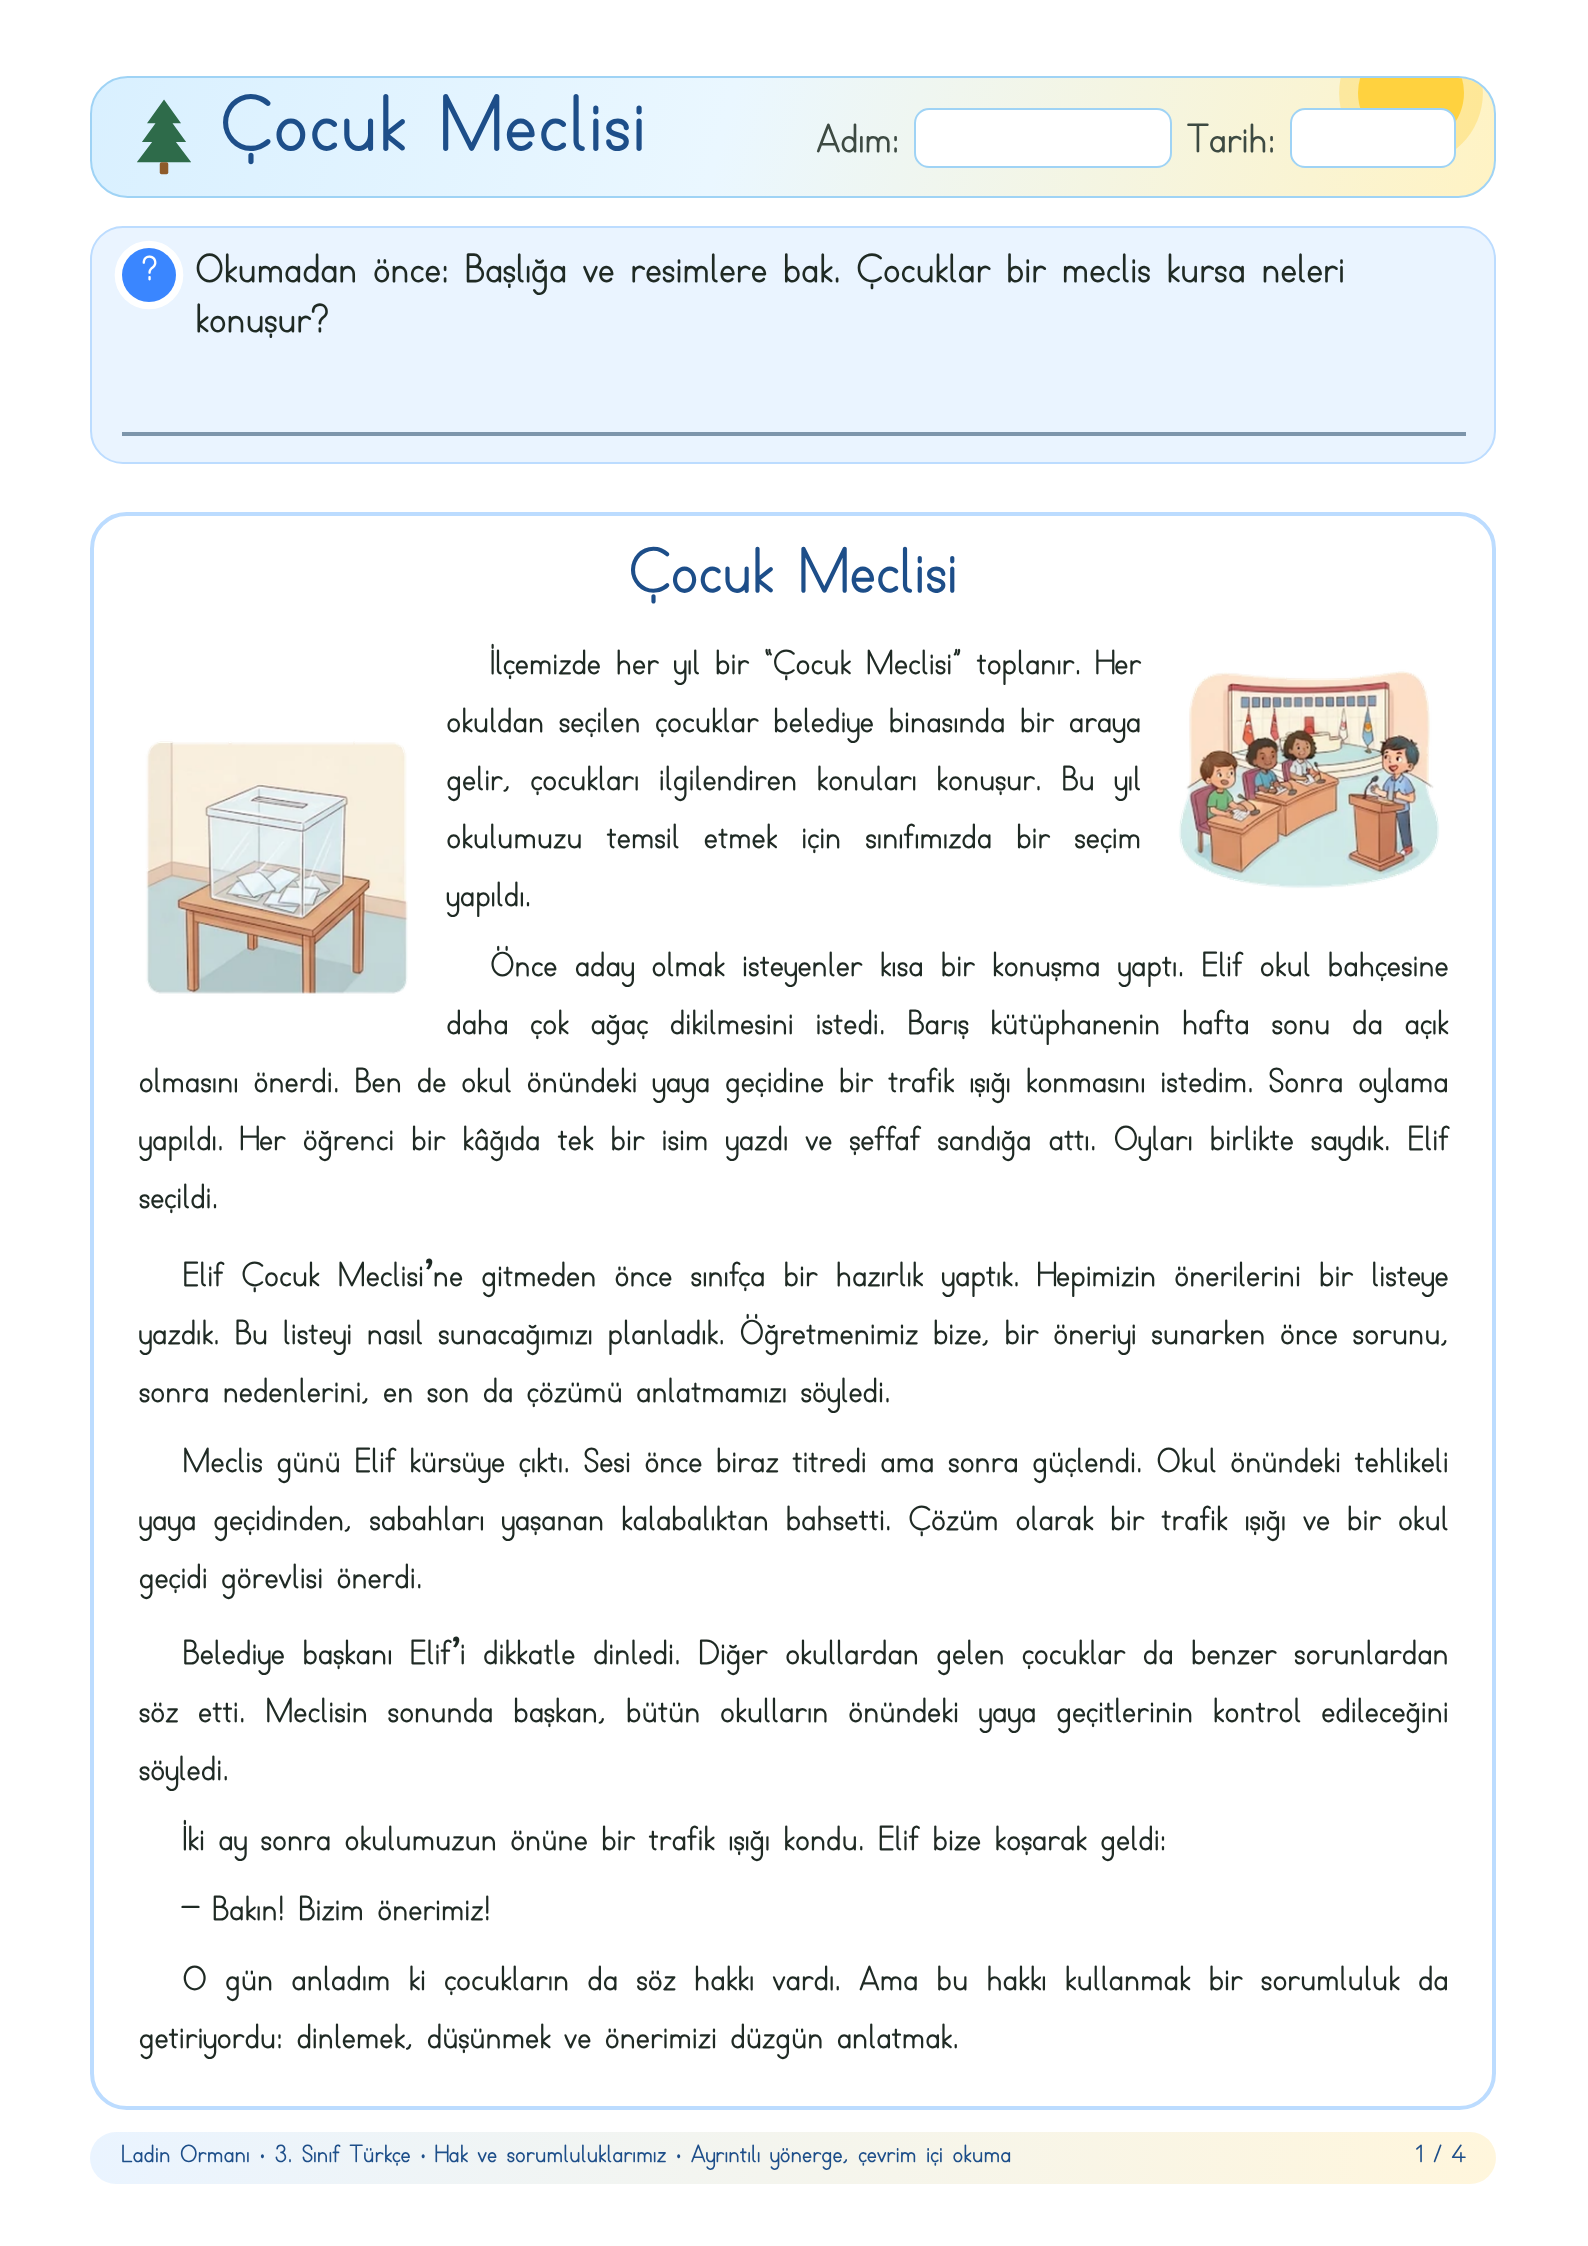 Çocuk Meclisi
Adım:
Tarih:
?
Okumadan önce: Başlığa ve resimlere bak. Çocuklar bir meclis kursa neleri
konuşur?
Çocuk Meclisi
İlçemizde her yıl bir “Çocuk Meclisi” toplanır. Her
okuldan seçilen çocuklar belediye binasında bir araya
gelir, çocukları ilgilendiren konuları konuşur. Bu yıl
okulumuzu temsil etmek için sınıfımızda bir seçim
yapıldı.
Önce aday olmak isteyenler kısa bir konuşma yaptı. Elif okul bahçesine
daha çok ağaç dikilmesini istedi. Barış kütüphanenin hafta sonu da açık
olmasını önerdi. Ben de okul önündeki yaya geçidine bir trafik ışığı konmasını istedim. Sonra oylama
yapıldı. Her öğrenci bir kâğıda tek bir isim yazdı ve şeffaf sandığa attı. Oyları birlikte saydık. Elif
seçildi.
Elif Çocuk Meclisi’ne gitmeden önce sınıfça bir hazırlık yaptık. Hepimizin önerilerini bir listeye
yazdık. Bu listeyi nasıl sunacağımızı planladık. Öğretmenimiz bize, bir öneriyi sunarken önce sorunu,
sonra nedenlerini, en son da çözümü anlatmamızı söyledi.
Meclis günü Elif kürsüye çıktı. Sesi önce biraz titredi ama sonra güçlendi. Okul önündeki tehlikeli
yaya geçidinden, sabahları yaşanan kalabalıktan bahsetti. Çözüm olarak bir trafik ışığı ve bir okul
geçidi görevlisi önerdi.
Belediye başkanı Elif’i dikkatle dinledi. Diğer okullardan gelen çocuklar da benzer sorunlardan
söz etti. Meclisin sonunda başkan, bütün okulların önündeki yaya geçitlerinin kontrol edileceğini
söyledi.
İki ay sonra okulumuzun önüne bir trafik ışığı kondu. Elif bize koşarak geldi:
– Bakın! Bizim önerimiz!
O gün anladım ki çocukların da söz hakkı vardı. Ama bu hakkı kullanmak bir sorumluluk da
getiriyordu: dinlemek, düşünmek ve önerimizi düzgün anlatmak.
Ladin Ormanı • 3. Sınıf Türkçe • Hak ve sorumluluklarımız • Ayrıntılı yönerge, çevrim içi okuma
1 / 4